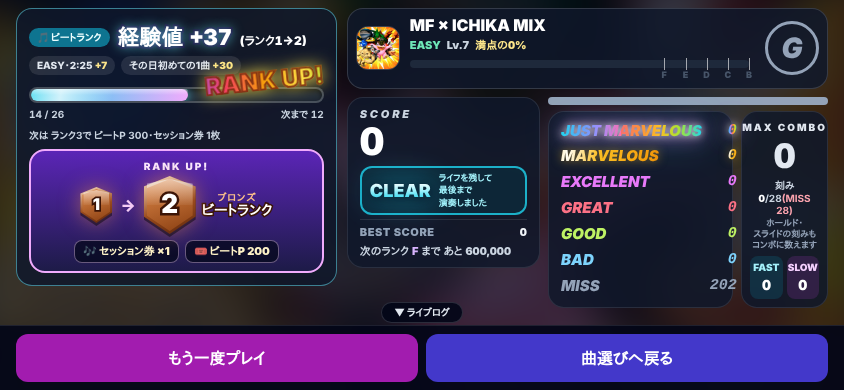 ビートランク 経験値 +37 (ランク1→2)
EASY・2:25 +7 その日初めての1曲 +30
RANK UP!
14 / 26 次まで 12
次は ランク3で ビートP 300・セッション券 1枚
RANK UP!
1 → 2 ブロンズ
ビートランク
セッション券 ×1 ビートP 200
MF × ICHIKA MIX
EASY Lv.7 満点の0%
F E D C B
G
SCORE
0
CLEAR
ライフを残して
最後まで
演奏しました
BEST SCORE 0
次のランク F まで あと 600,000
JUST MARVELOUS 0
MARVELOUS 0
EXCELLENT 0
GREAT 0
GOOD 0
BAD 0
MISS 202
MAX COMBO
0
刻み
0/28(MISS
28)
ホールド・
スライドの刻みも
コンボに数えます
FAST SLOW
0 0
▼ ライブログ
もう一度プレイ 曲選びへ戻る